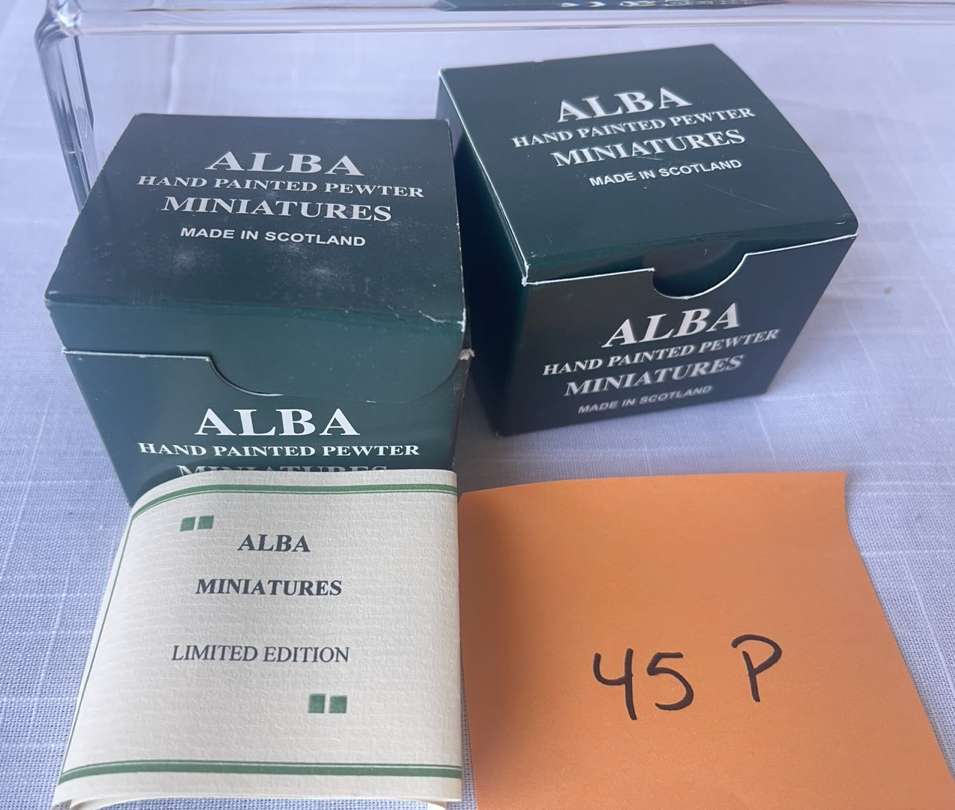 ALBA
HAND PAINTED PEWTER
MINIATURES
MADE IN SCOTLAND
ALBA
HAND PAINTED PEWTER
MINIATURES
ALBA
HAND PAINTED PEWTER
MINIATURES
MADE IN SCOTLAND
ALBA
HAND PAINTED PEWTER
MINIATURES
MADE IN SCOTLAND
ALBA
MINIATURES
LIMITED EDITION
45 P